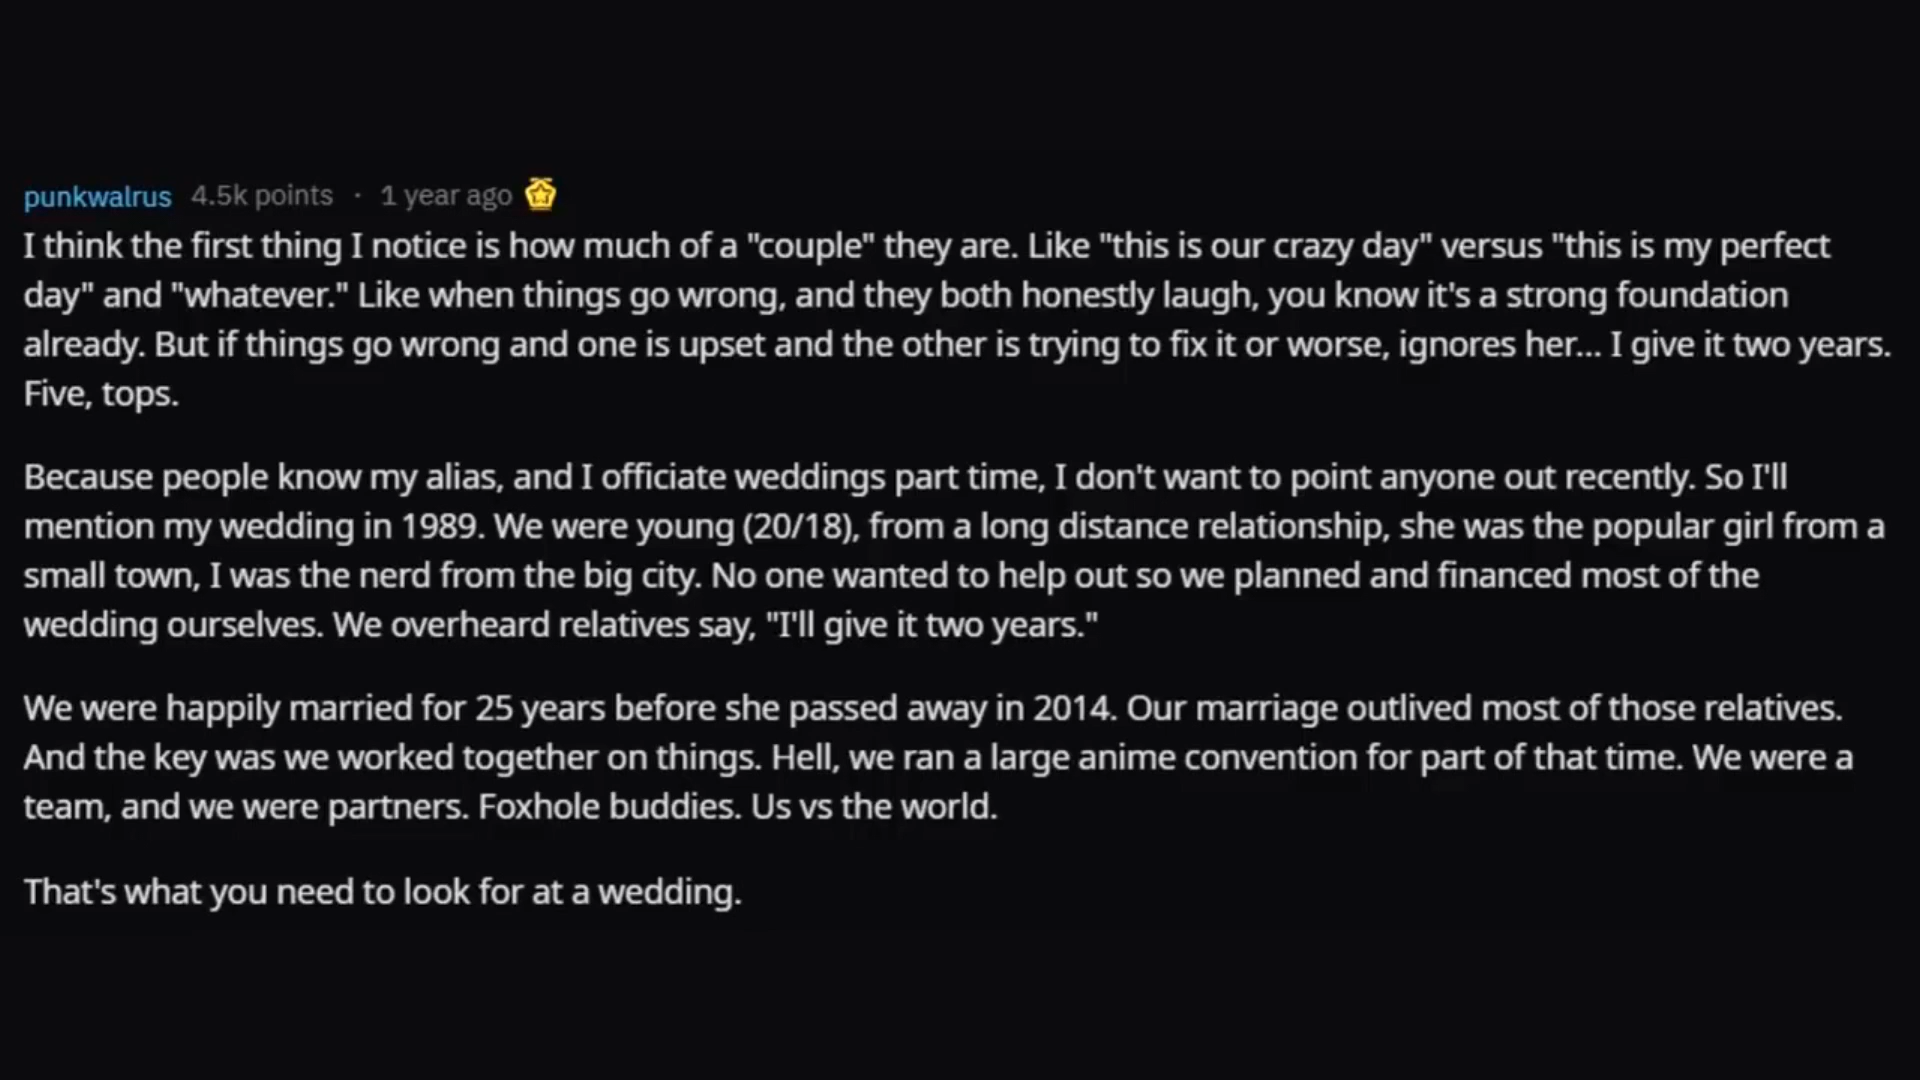 punkwalrus 4.5k points · 1 year ago
I think the first thing I notice is how much of a "couple" they are. Like "this is our crazy day" versus "this is my perfect
day" and "whatever." Like when things go wrong, and they both honestly laugh, you know it's a strong foundation
already. But if things go wrong and one is upset and the other is trying to fix it or worse, ignores her... I give it two years.
Five, tops.
Because people know my alias, and I officiate weddings part time, I don't want to point anyone out recently. So I'll
mention my wedding in 1989. We were young (20/18), from a long distance relationship, she was the popular girl from a
small town, I was the nerd from the big city. No one wanted to help out so we planned and financed most of the
wedding ourselves. We overheard relatives say, "I'll give it two years."
We were happily married for 25 years before she passed away in 2014. Our marriage outlived most of those relatives.
And the key was we worked together on things. Hell, we ran a large anime convention for part of that time. We were a
team, and we were partners. Foxhole buddies. Us vs the world.
That's what you need to look for at a wedding.